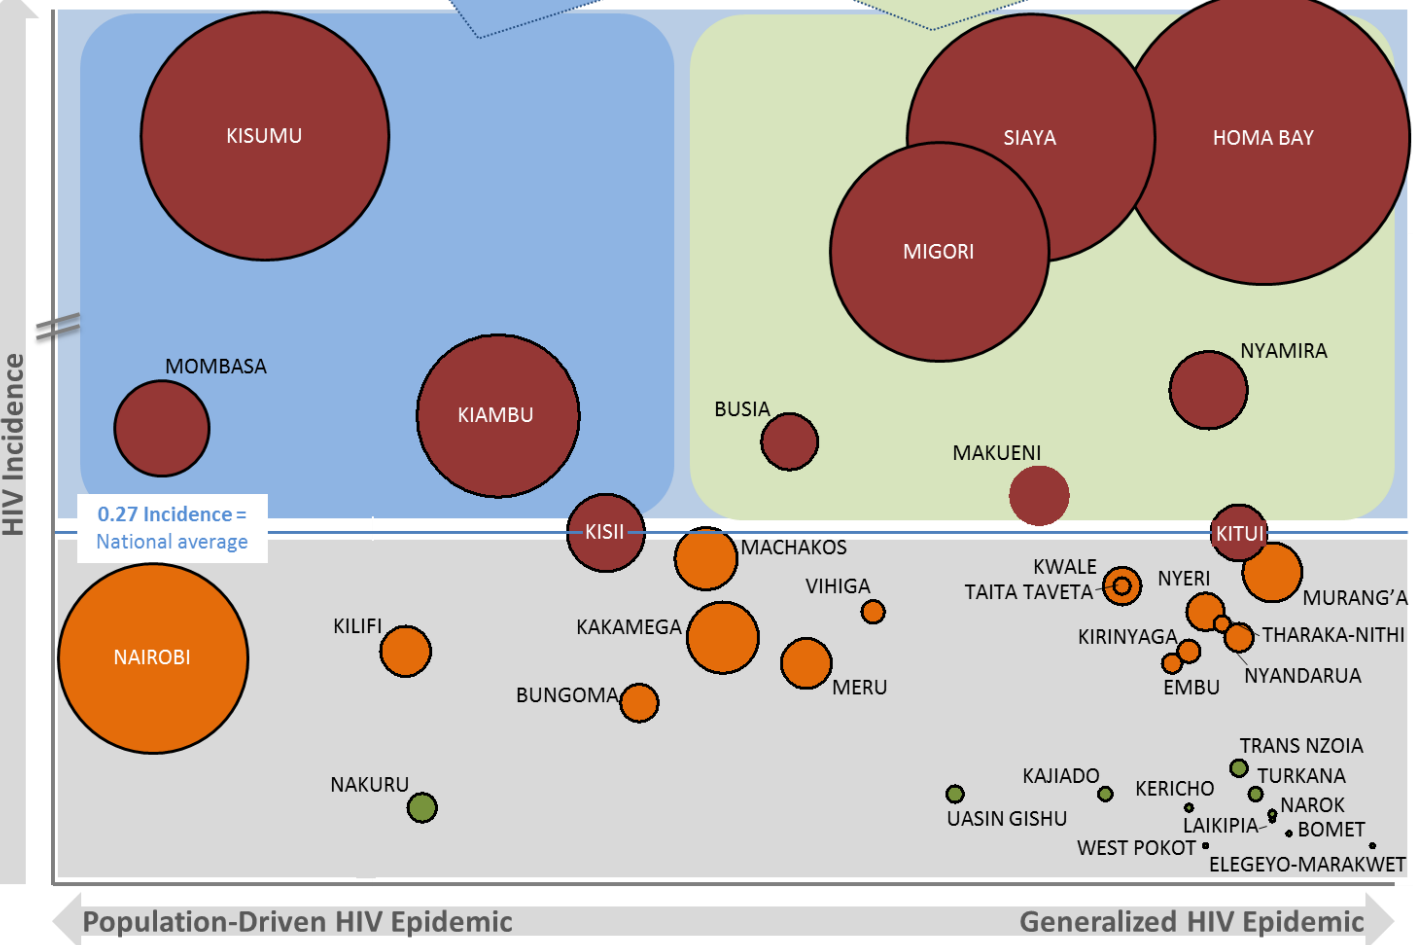 KISUMU
SIAYA
HOMA BAY
MIGORI
MOMBASA
KIAMBU
BUSIA
NYAMIRA
MAKUENI
HIV Incidence
0.27 Incidence =
National average
KISII
KITUI
MACHAKOS
VIHIGA
KWALE
TAITA TAVETA
NYERI
MURANG’A
NAIROBI
KILIFI
KAKAMEGA
KIRINYAGA
THARAKA-NITHI
BUNGOMA
MERU
EMBU
NYANDARUA
TRANS NZOIA
NAKURU
KAJIADO
KERICHO
TURKANA
UASIN GISHU
NAROK
LAIKIPIA
BOMET
WEST POKOT
ELEGEYO-MARAKWET
Population-Driven HIV Epidemic
Generalized HIV Epidemic